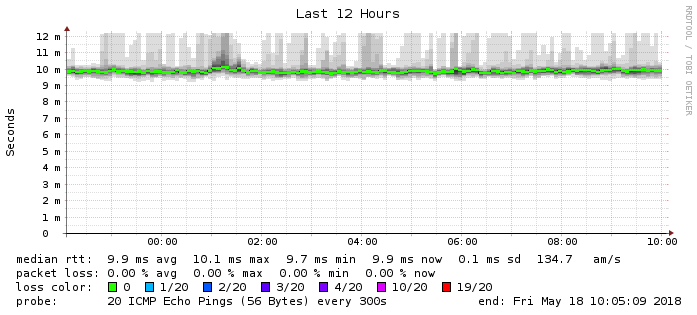 Last 12 Hours
RRDTOOL / TOBI OETIKER
Seconds
12 m
11 m
10 m
9 m
8 m
7 m
6 m
5 m
4 m
3 m
2 m
1 m
0
00:00 02:00 04:00 06:00 08:00 10:00
median rtt: 9.9 ms avg 10.1 ms max 9.7 ms min 9.9 ms now 0.1 ms sd 134.7 am/s
packet loss: 0.00 % avg 0.00 % max 0.00 % min 0.00 % now
loss color: 0 1/20 2/20 3/20 4/20 10/20 19/20
probe: 20 ICMP Echo Pings (56 Bytes) every 300s end: Fri May 18 10:05:09 2018